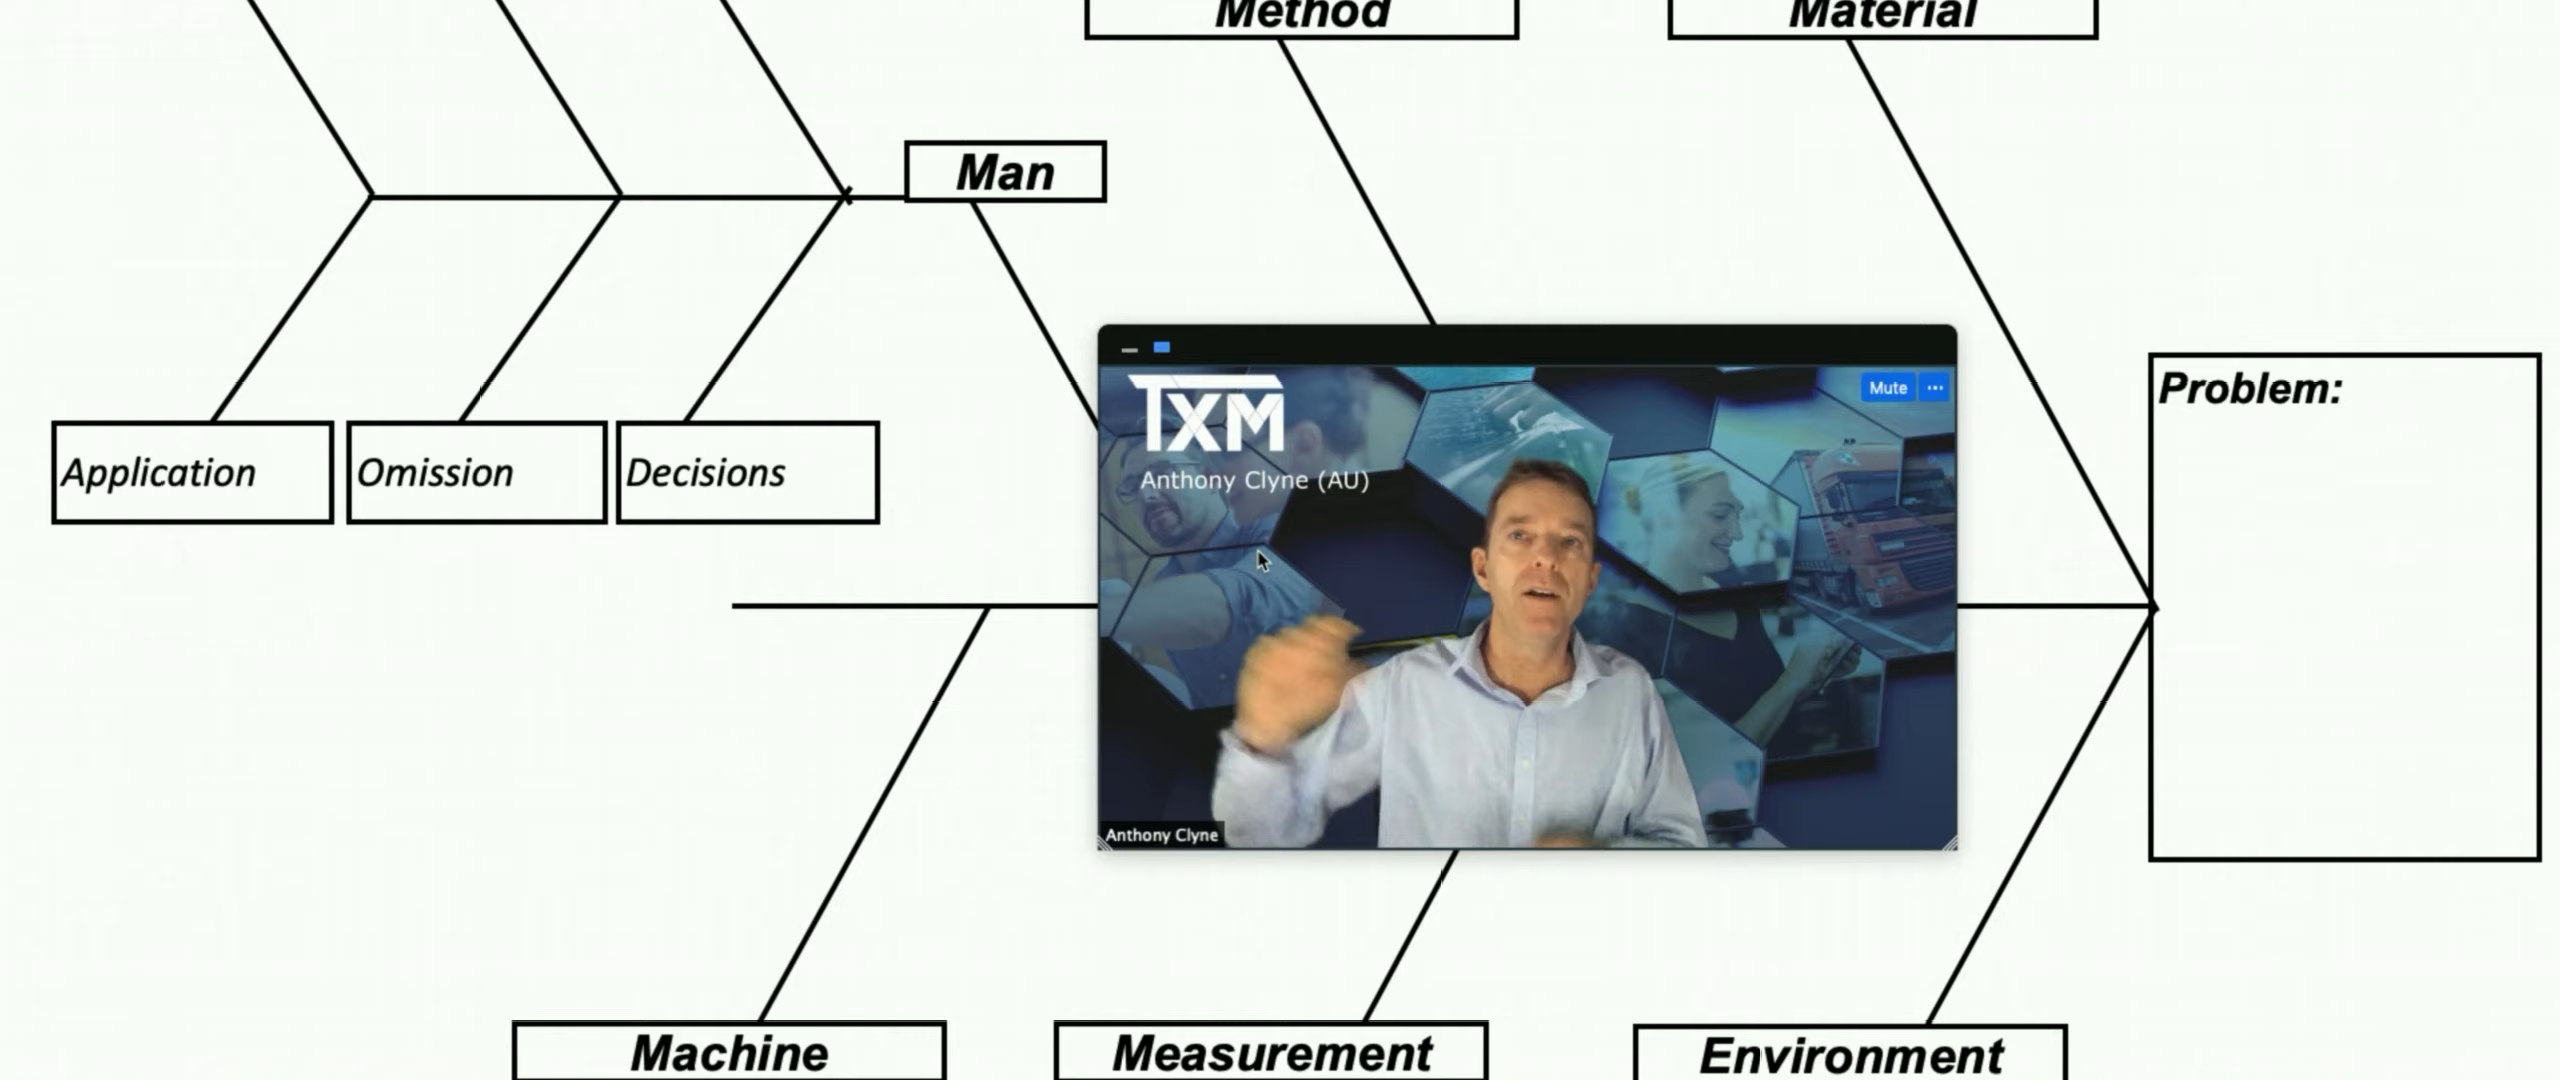 Method
Material
Man
Problem:
TXM
Mute
Anthony Clyne (AU)
Application
Omission
Decisions
Anthony Clyne
Machine
Measurement
Environment